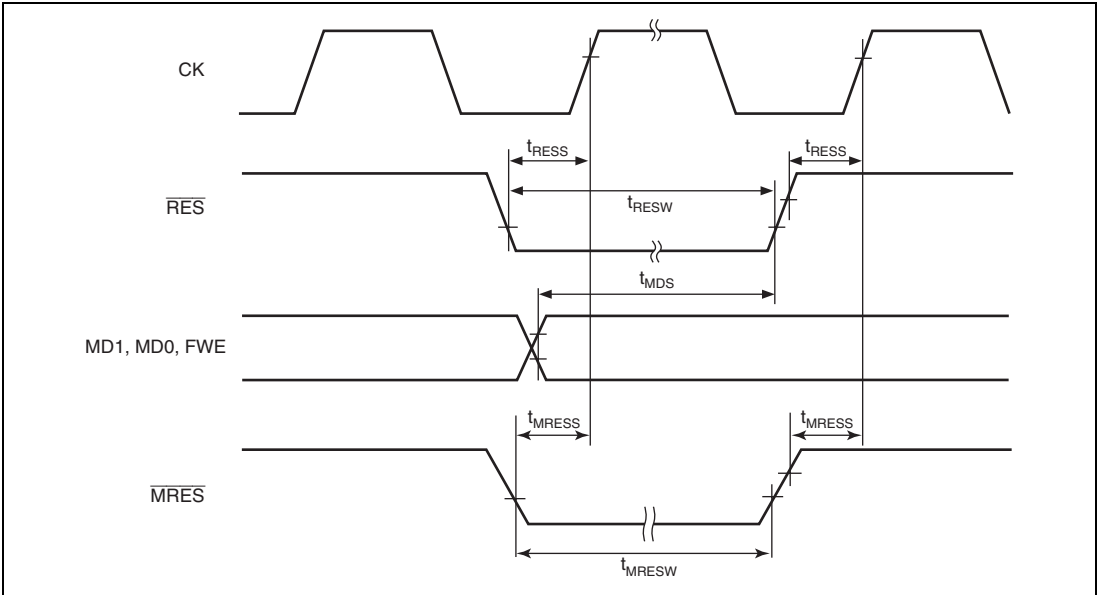 CK
tRESS
tRESS
RES
tRESW
tMDS
MD1, MD0, FWE
tMRESS
tMRESS
MRES
tMRESW